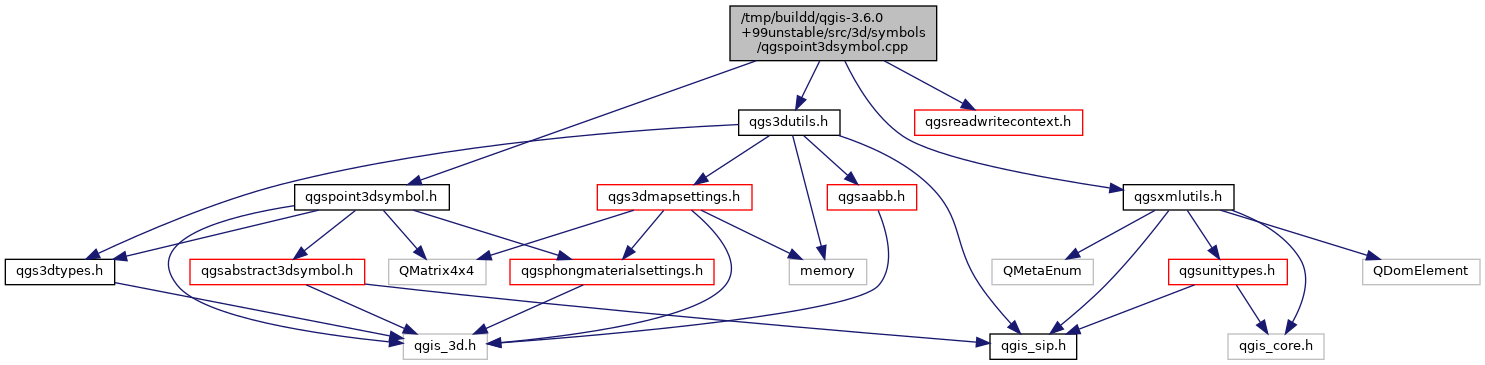 /tmp/buildd/qgis-3.6.0
+99unstable/src/3d/symbols
/qgspoint3dsymbol.cpp
qgs3dutils.h
qgsreadwritecontext.h
qgspoint3dsymbol.h
qgs3dmapsettings.h
qgsaabb.h
qgsxmlutils.h
qgs3dtypes.h
qgsabstract3dsymbol.h
QMatrix4x4
qgsphongmaterialsettings.h
memory
QMetaEnum
qgsunittypes.h
QDomElement
qgis_3d.h
qgis_sip.h
qgis_core.h